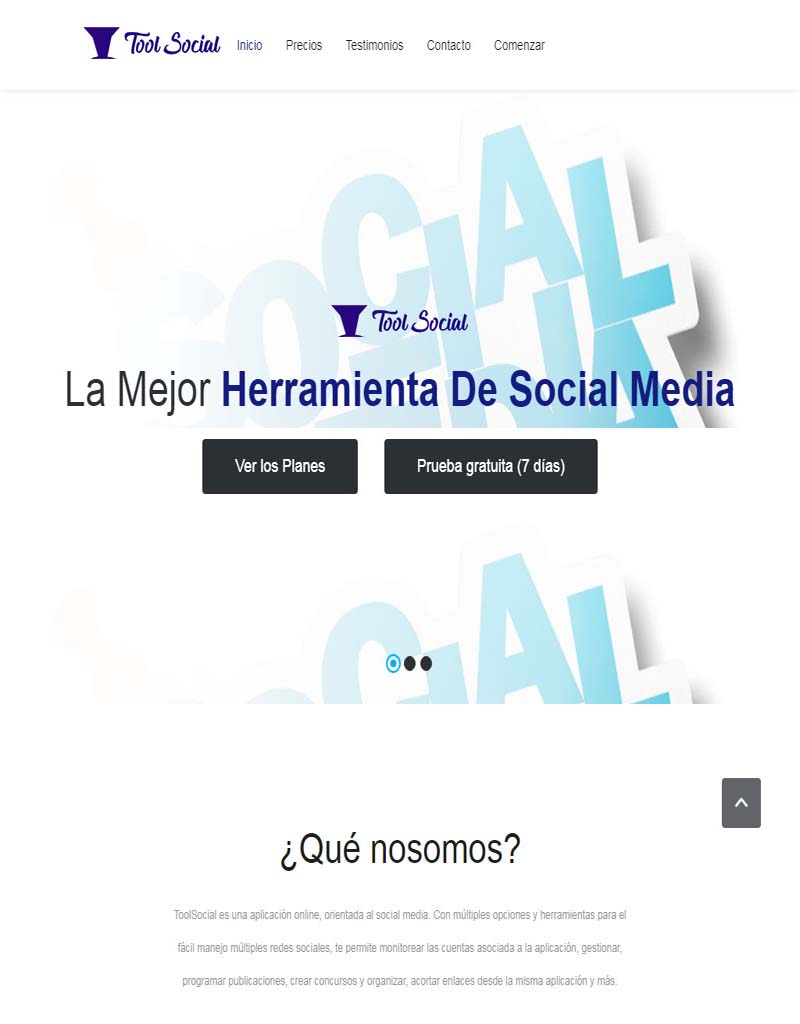 Tool Social Inicio Precios Testimonios Contacto Comenzar
SOCIAL
Tool Social
La Mejor Herramienta De Social Media
Ver los Planes Prueba gratuita (7 días)
¿Qué nosomos?
ToolSocial es una aplicación online, orientada al social media. Con múltiples opciones y herramientas para el
fácil manejo múltiples redes sociales, te permite monitorear las cuentas asociada a la aplicación, gestionar,
programar publicaciones, crear concursos y organizar, acortar enlaces desde la misma aplicación y más.